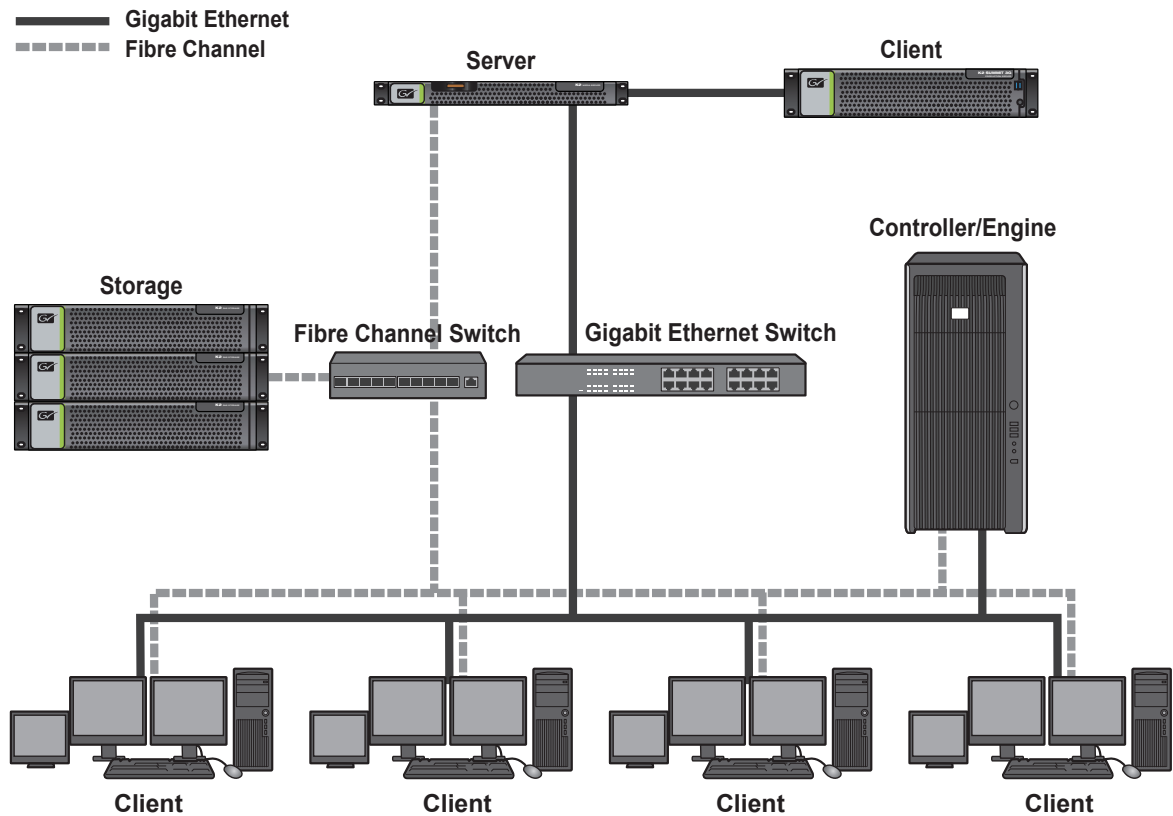 Gigabit Ethernet
Fibre Channel
Server
Client
Controller/Engine
Storage
Fibre Channel Switch
Gigabit Ethernet Switch
Client
Client
Client
Client